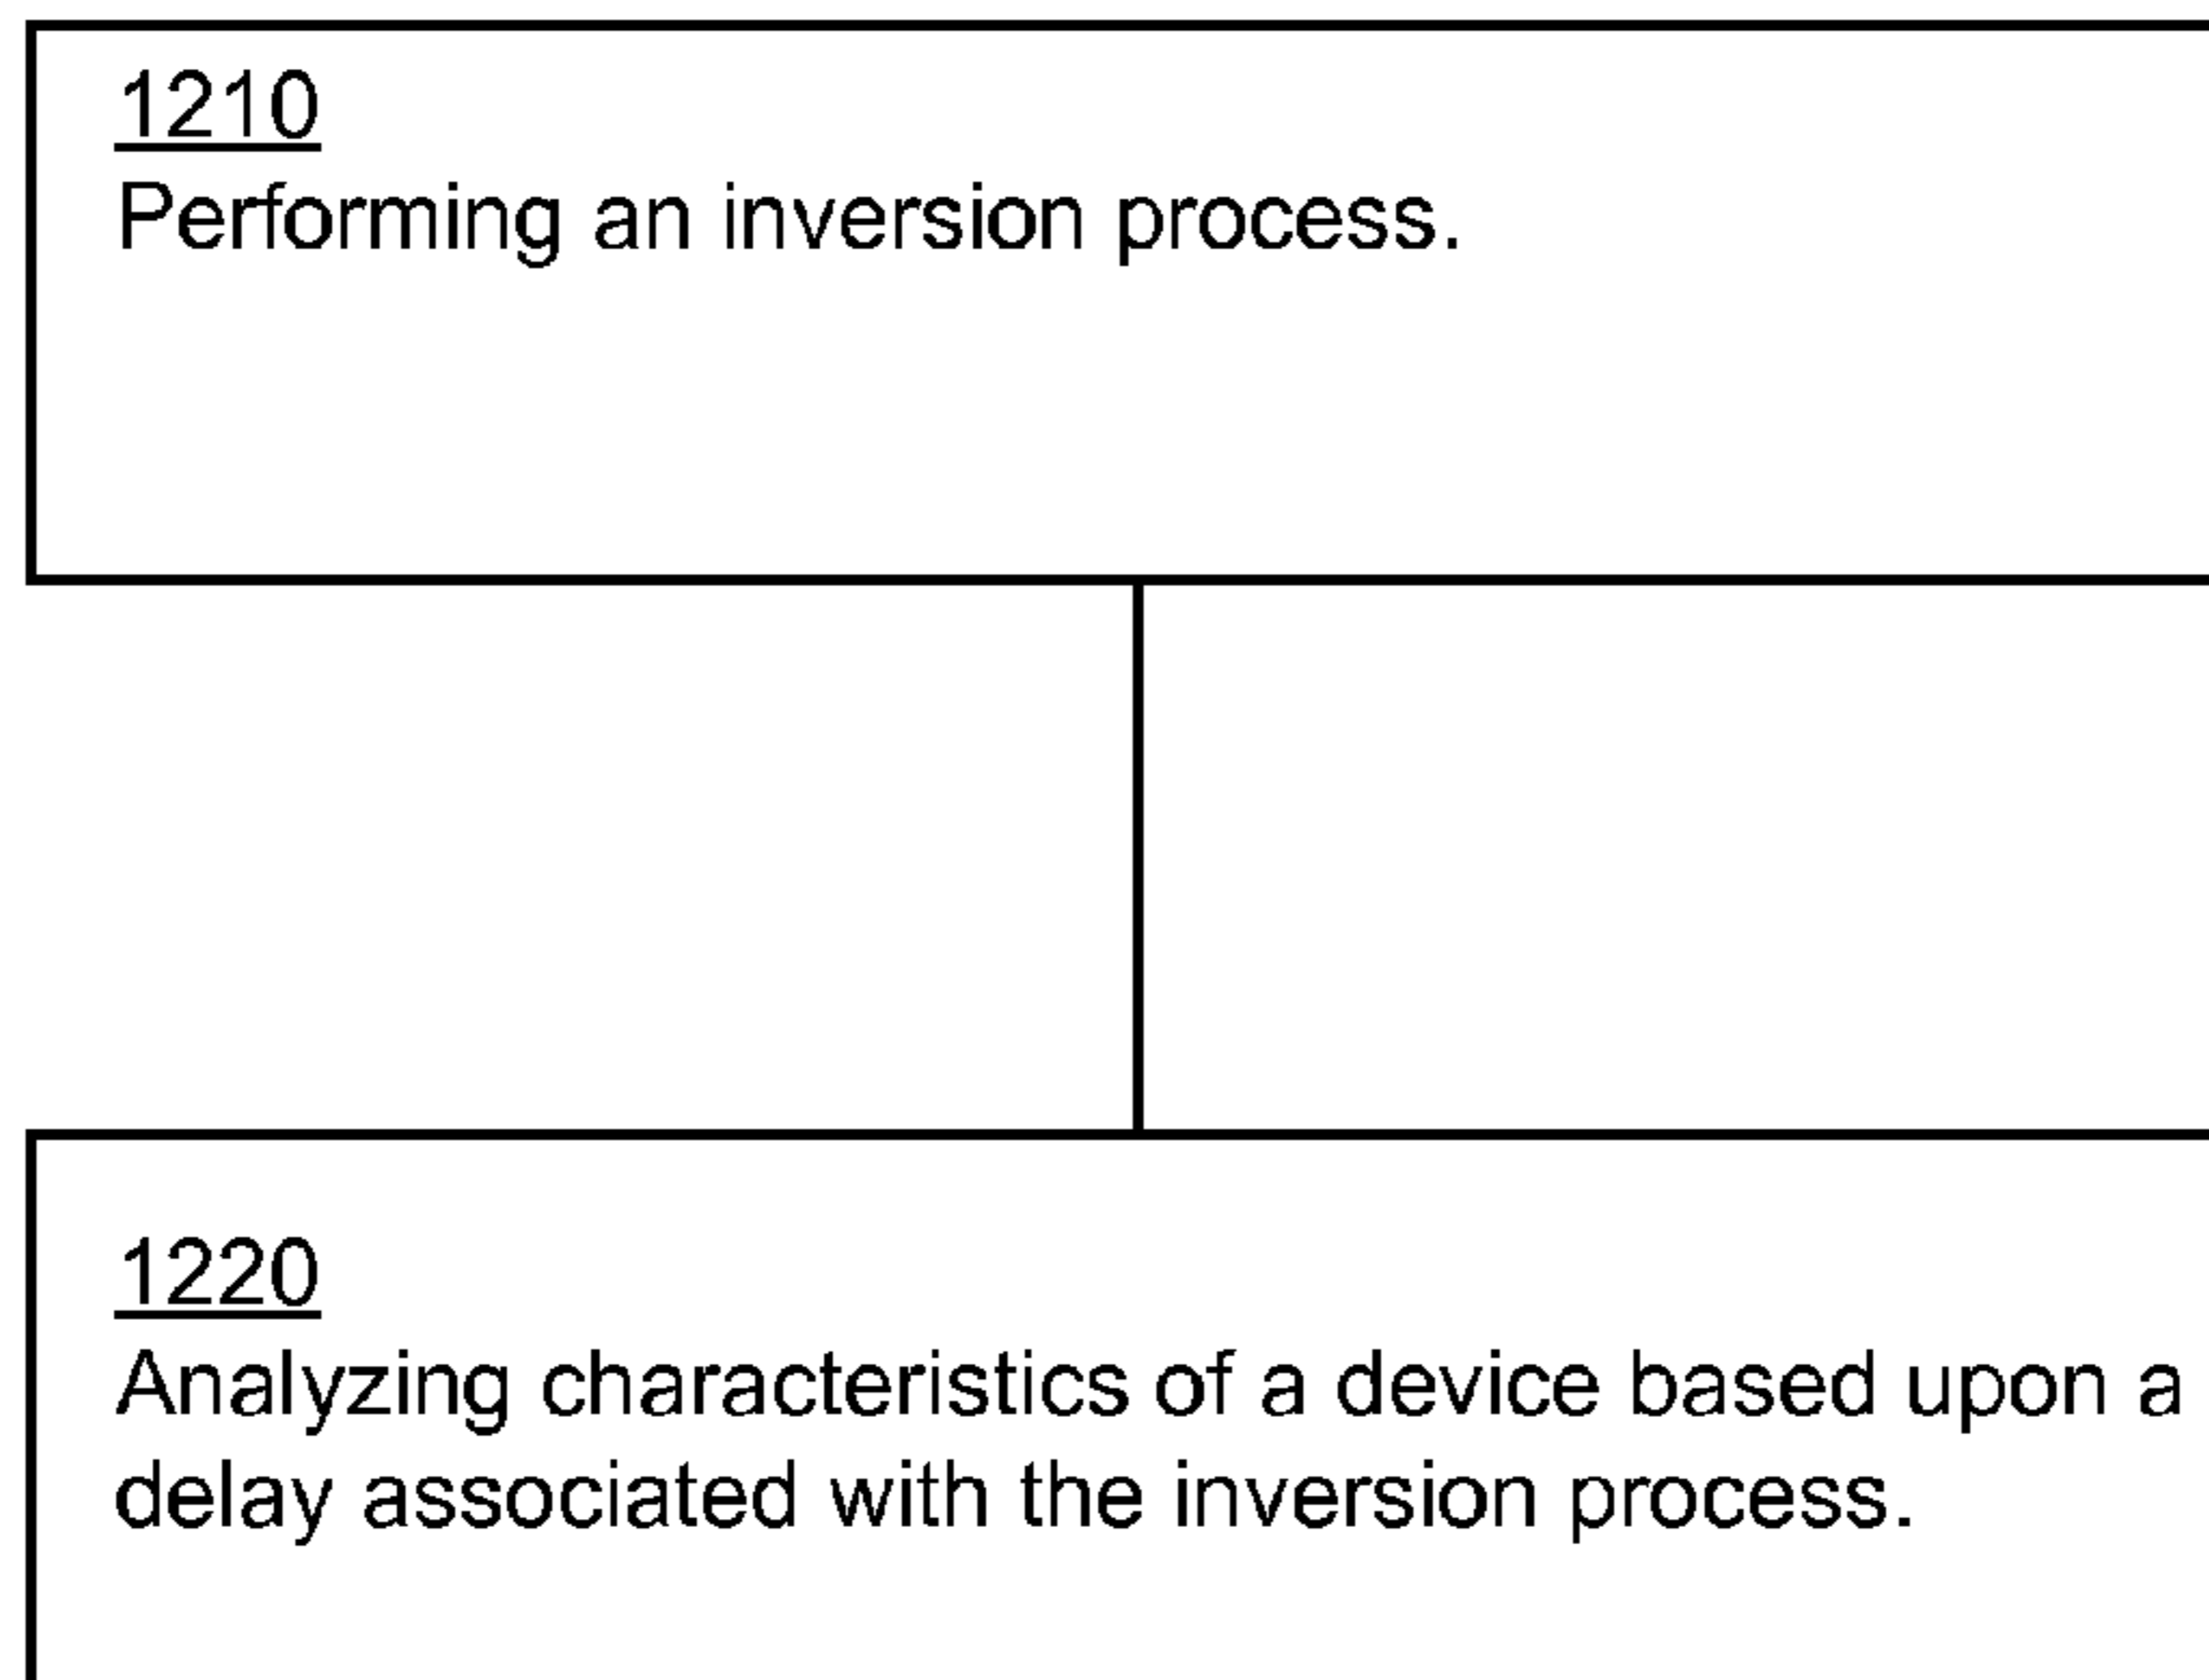 1210
Performing an inversion process.
1220
Analyzing characteristics of a device based upon a
delay associated with the inversion process.